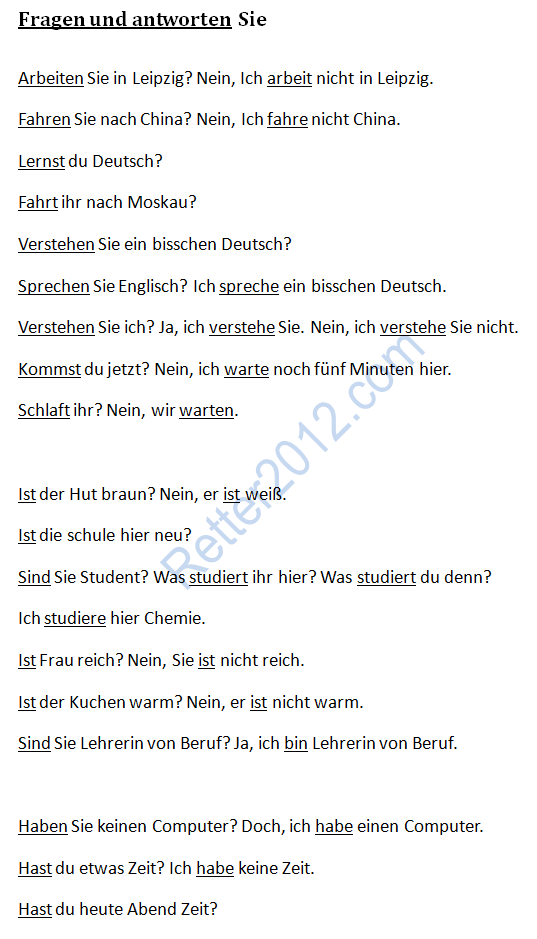 Fragen und antworten Sie
Arbeiten Sie in Leipzig? Nein, Ich arbeit nicht in Leipzig.
Fahren Sie nach China? Nein, Ich fahre nicht China.
Lernst du Deutsch?
Fahrt ihr nach Moskau?
Verstehen Sie ein bisschen Deutsch?
Sprechen Sie Englisch? Ich spreche ein bisschen Deutsch.
Verstehen Sie ich? Ja, ich verstehe Sie. Nein, ich verstehe Sie nicht.
Kommst du jetzt? Nein, ich warte noch fünf Minuten hier.
Schlaft ihr? Nein, wir warten.
Ist der Hut braun? Nein, er ist weiß.
Ist die schule hier neu?
Sind Sie Student? Was studiert ihr hier? Was studiert du denn?
Ich studiere hier Chemie.
Ist Frau reich? Nein, Sie ist nicht reich.
Ist der Kuchen warm? Nein, er ist nicht warm.
Sind Sie Lehrerin von Beruf? Ja, ich bin Lehrerin von Beruf.
Haben Sie keinen Computer? Doch, ich habe einen Computer.
Hast du etwas Zeit? Ich habe keine Zeit.
Hast du heute Abend Zeit?
Retter2012.com